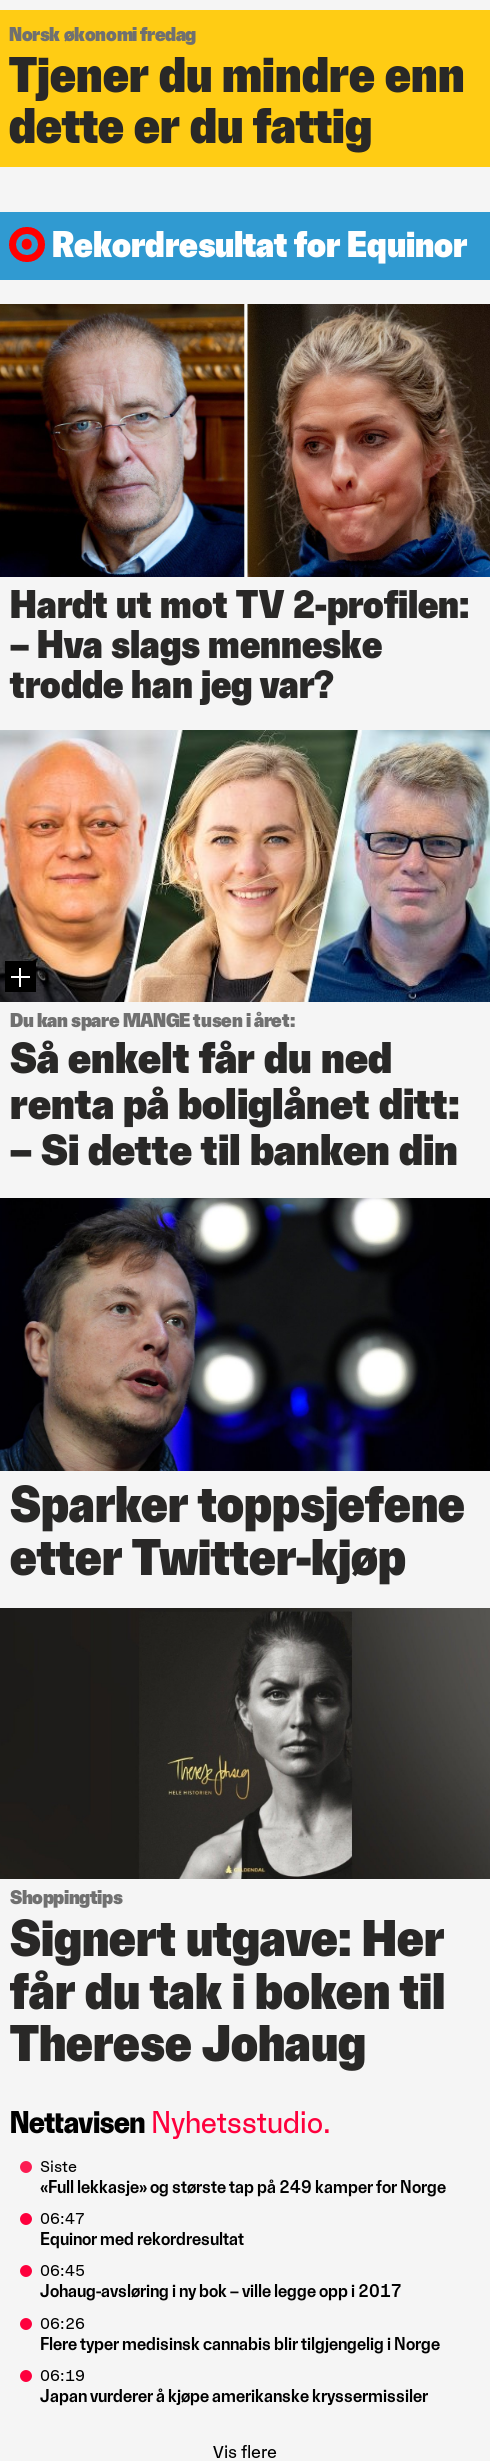 Norsk økonomi fredag
Tjener du mindre enn
dette er du fattig
Rekordresultat for Equinor
Hardt ut mot TV 2-profilen:
– Hva slags menneske
trodde han jeg var?
Du kan spare MANGE tusen i året:
Så enkelt får du ned
renta på boliglånet ditt:
– Si dette til banken din
Sparker toppsjefene
etter Twitter-kjøp
Therese Johaug
HELE HISTORIEN
GYLDENDAL
Shoppingtips
Signert utgave: Her
får du tak i boken til
Therese Johaug
Nettavisen Nyhetsstudio.
Siste
«Full lekkasje» og største tap på 249 kamper for Norge
06:47
Equinor med rekordresultat
06:45
Johaug-avsløring i ny bok – ville legge opp i 2017
06:26
Flere typer medisinsk cannabis blir tilgjengelig i Norge
06:19
Japan vurderer å kjøpe amerikanske kryssermissiler
Vis flere